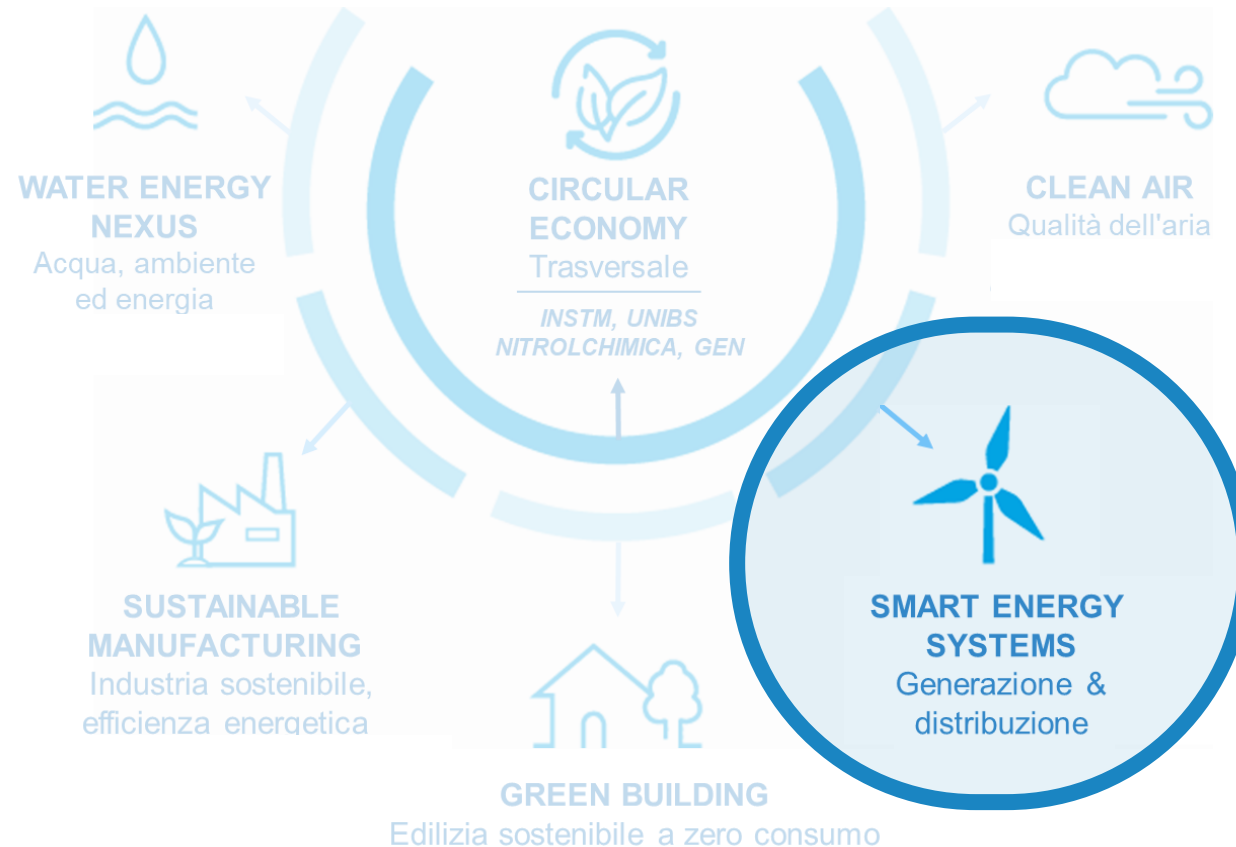 WATER ENERGY
NEXUS
Acqua, ambiente
ed energia
CIRCULAR
ECONOMY
Trasversale
INSTM, UNIBS
NITROLCHIMICA, GEN
CLEAN AIR
Qualità dell'aria
SUSTAINABLE
MANUFACTURING
Industria sostenibile,
efficienza energetica
SMART ENERGY
SYSTEMS
Generazione &
distribuzione
GREEN BUILDING
Edilizia sostenibile a zero consumo